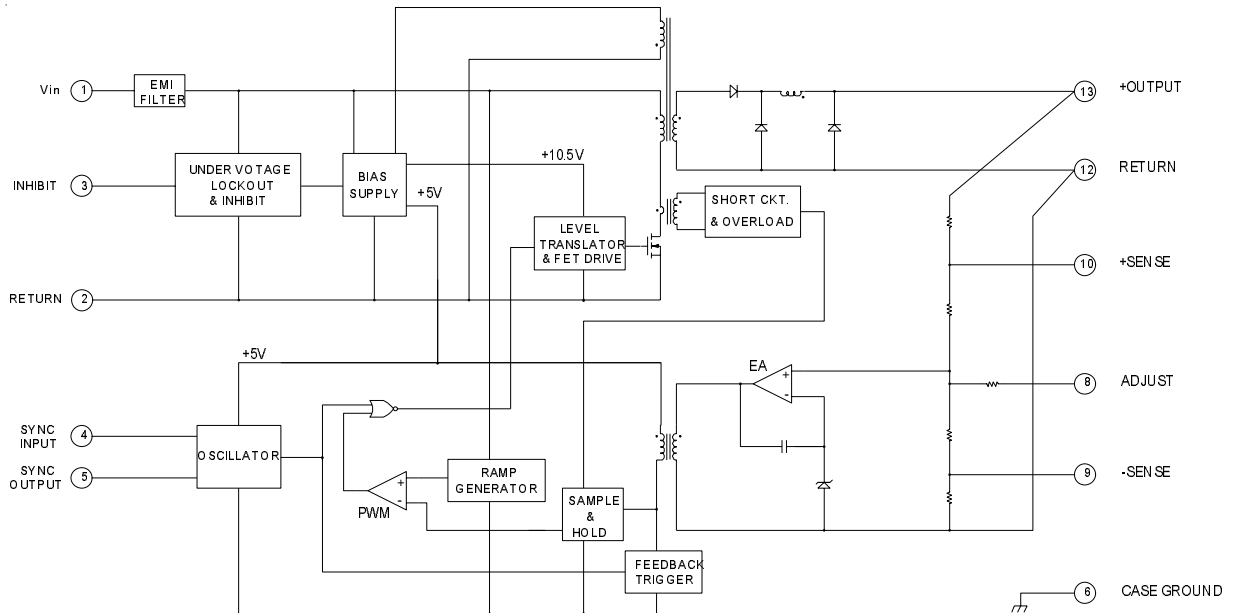 Vin
1
EMI
FILTER
13
+OUTPUT
+10.5V
UNDER VOTAGE
LOCKOUT
& INHIBIT
BIAS
SUPPLY
12
RETURN
INHIBIT
3
+5V
SHORT CKT.
& OVERLOAD
LEVEL
TRANSLATOR
& FET DRIVE
10
+SENSE
RETURN
2
+5V
EA
+
-
8
ADJUST
SYNC
INPUT
4
OSCILLATOR
SYNC
OUTPUT
5
+
-
PWM
RAMP
GENERATOR
9
-SENSE
SAMPLE
&
HOLD
FEEDBACK
TRIGGER
6
CASE GROUND